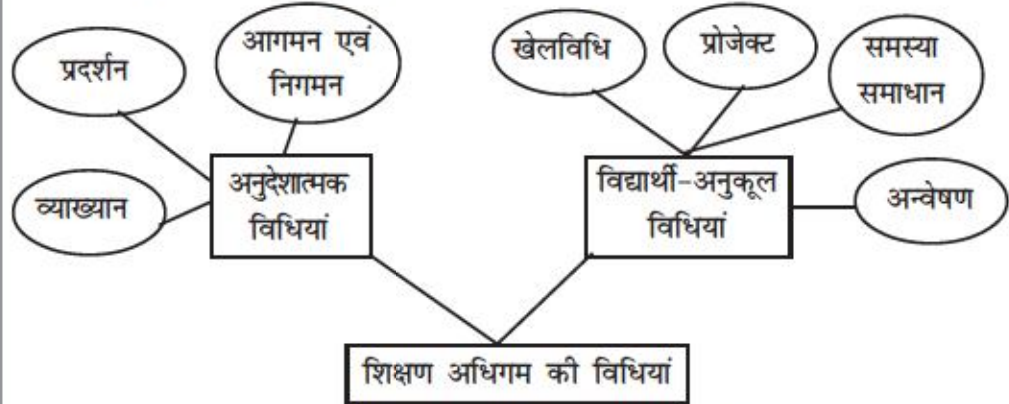 प्रदर्शन
आगमन एवं
निगमन
खेलविधि
प्रोजेक्ट
समस्या
समाधान
व्याख्यान
अनुदेशात्मक
विधियां
विद्यार्थी-अनुकूल
विधियां
अन्वेषण
शिक्षण अधिगम की विधियां